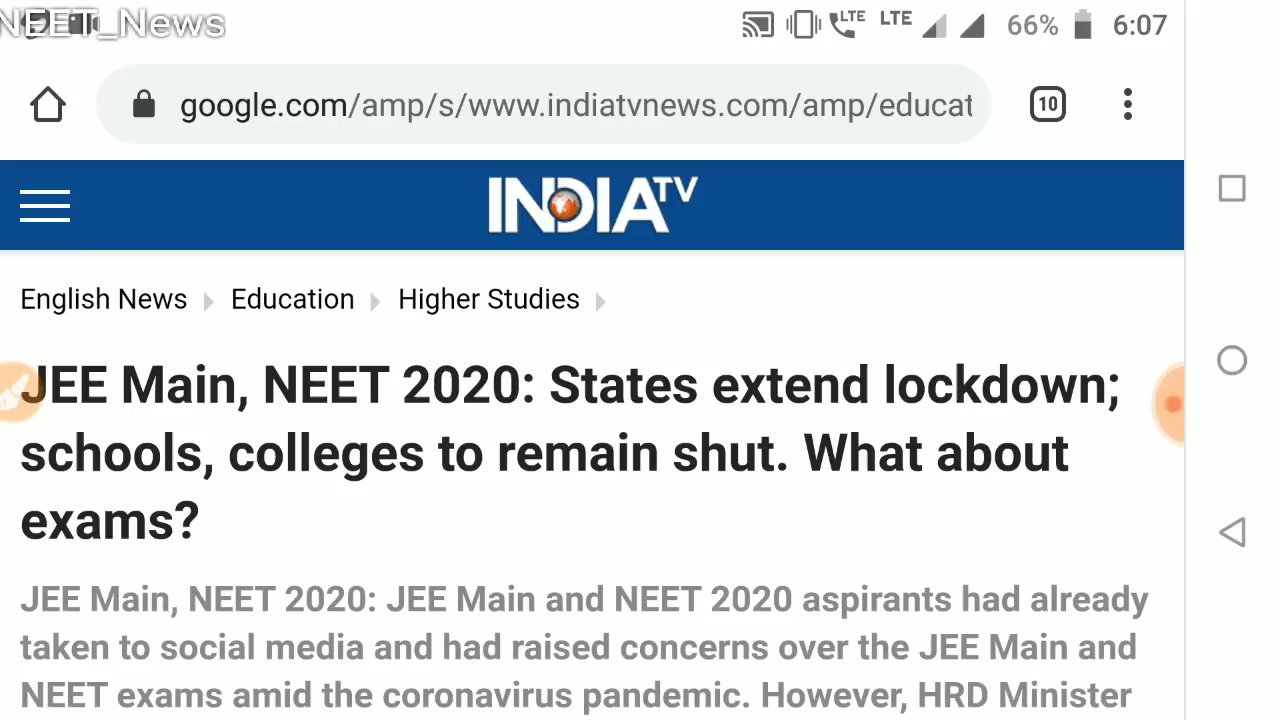 NEET_News
LTE LTE 66% 6:07
google.com/amp/s/www.indiatvnews.com/amp/educat
10
INDIA TV
English News Education Higher Studies
JEE Main, NEET 2020: States extend lockdown;
schools, colleges to remain shut. What about
exams?
JEE Main, NEET 2020: JEE Main and NEET 2020 aspirants had already
taken to social media and had raised concerns over the JEE Main and
NEET exams amid the coronavirus pandemic. However, HRD Minister